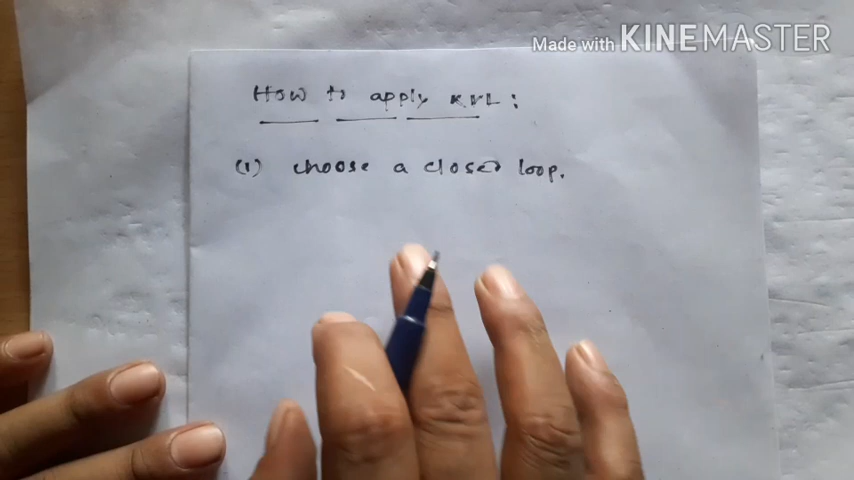 Made with KINEMASTER
How to apply KVL:
(1) choose a closed loop.